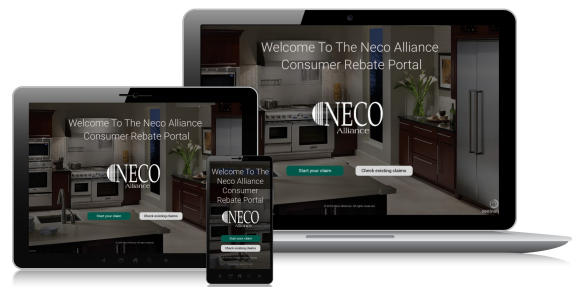 Welcome To The Neco Alliance
Consumer Rebate Portal
NECO
Alliance
Start your claim
Check existing claims
Welcome To The Neco Alliance
Consumer Rebate Portal
NECO
Alliance
Start your claim
Check existing claims
Welcome To The
Neco Alliance
Consumer
Rebate Portal
NECO
Alliance
Start your claim
Check existing claims